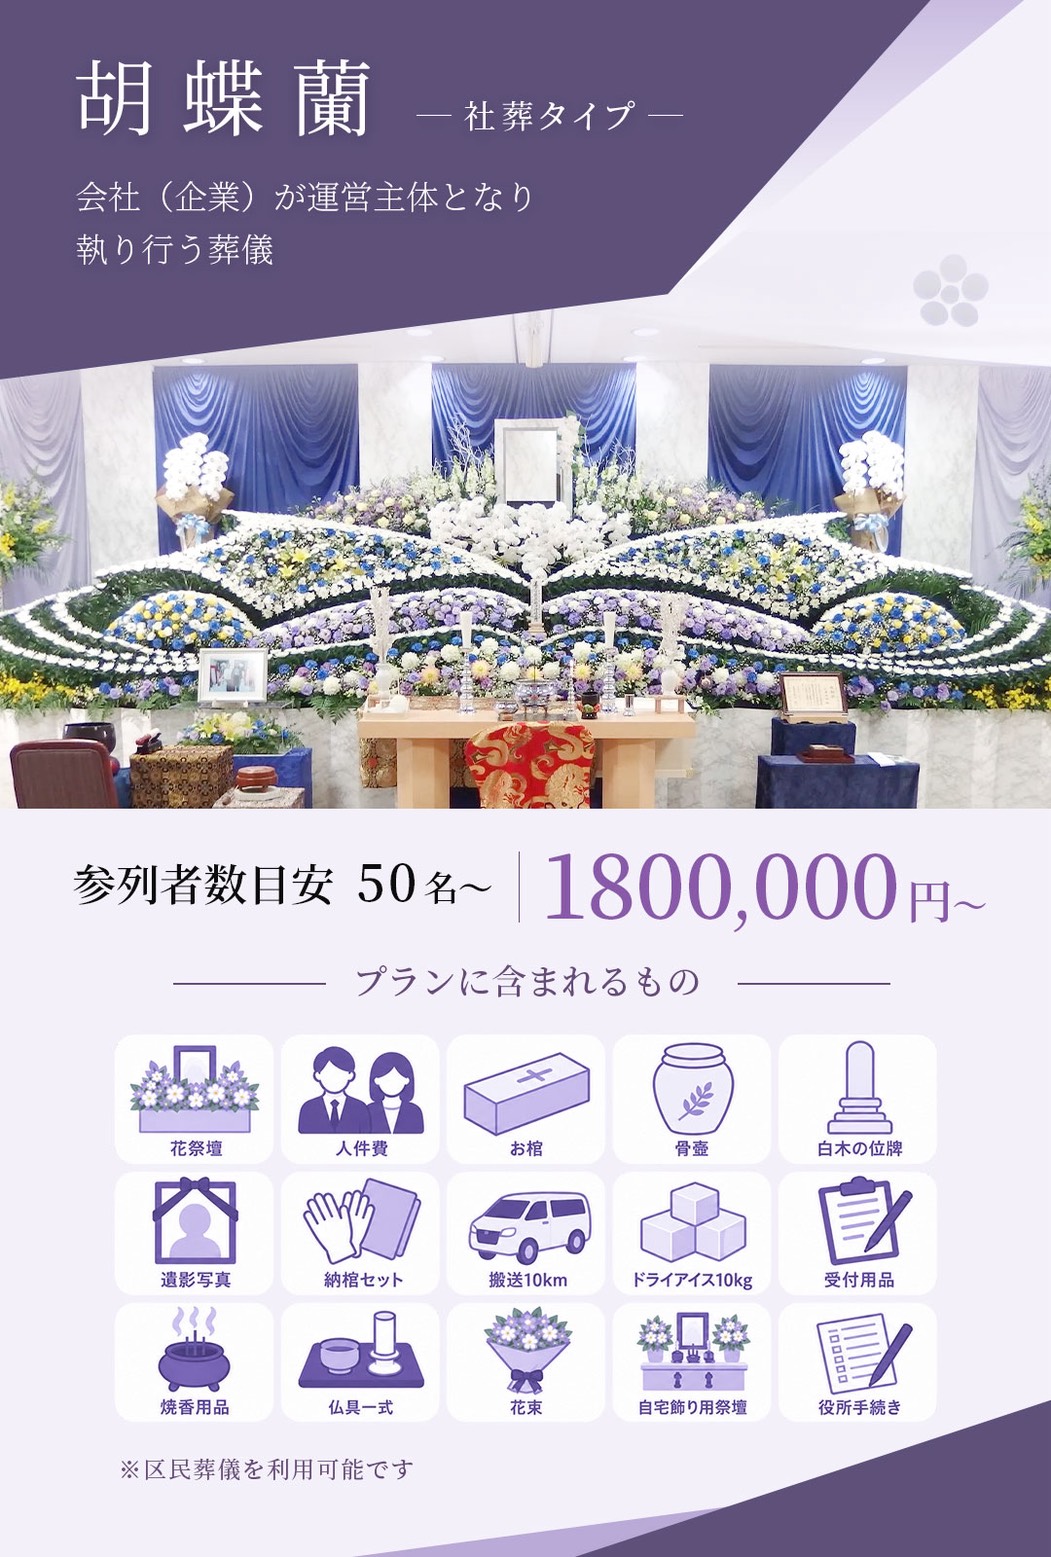 胡蝶蘭 ― 社葬タイプ ―
会社（企業）が運営主体となり
執り行う葬儀
参列者数目安 50名～ 1800,000円～
プランに含まれるもの
花祭壇 人件費 お棺 骨壺 白木の位牌
遺影写真 納棺セット 搬送10km ドライアイス10kg 受付用品
焼香用品 仏具一式 花束 自宅飾り用祭壇 役所手続き
※区民葬儀を利用可能です